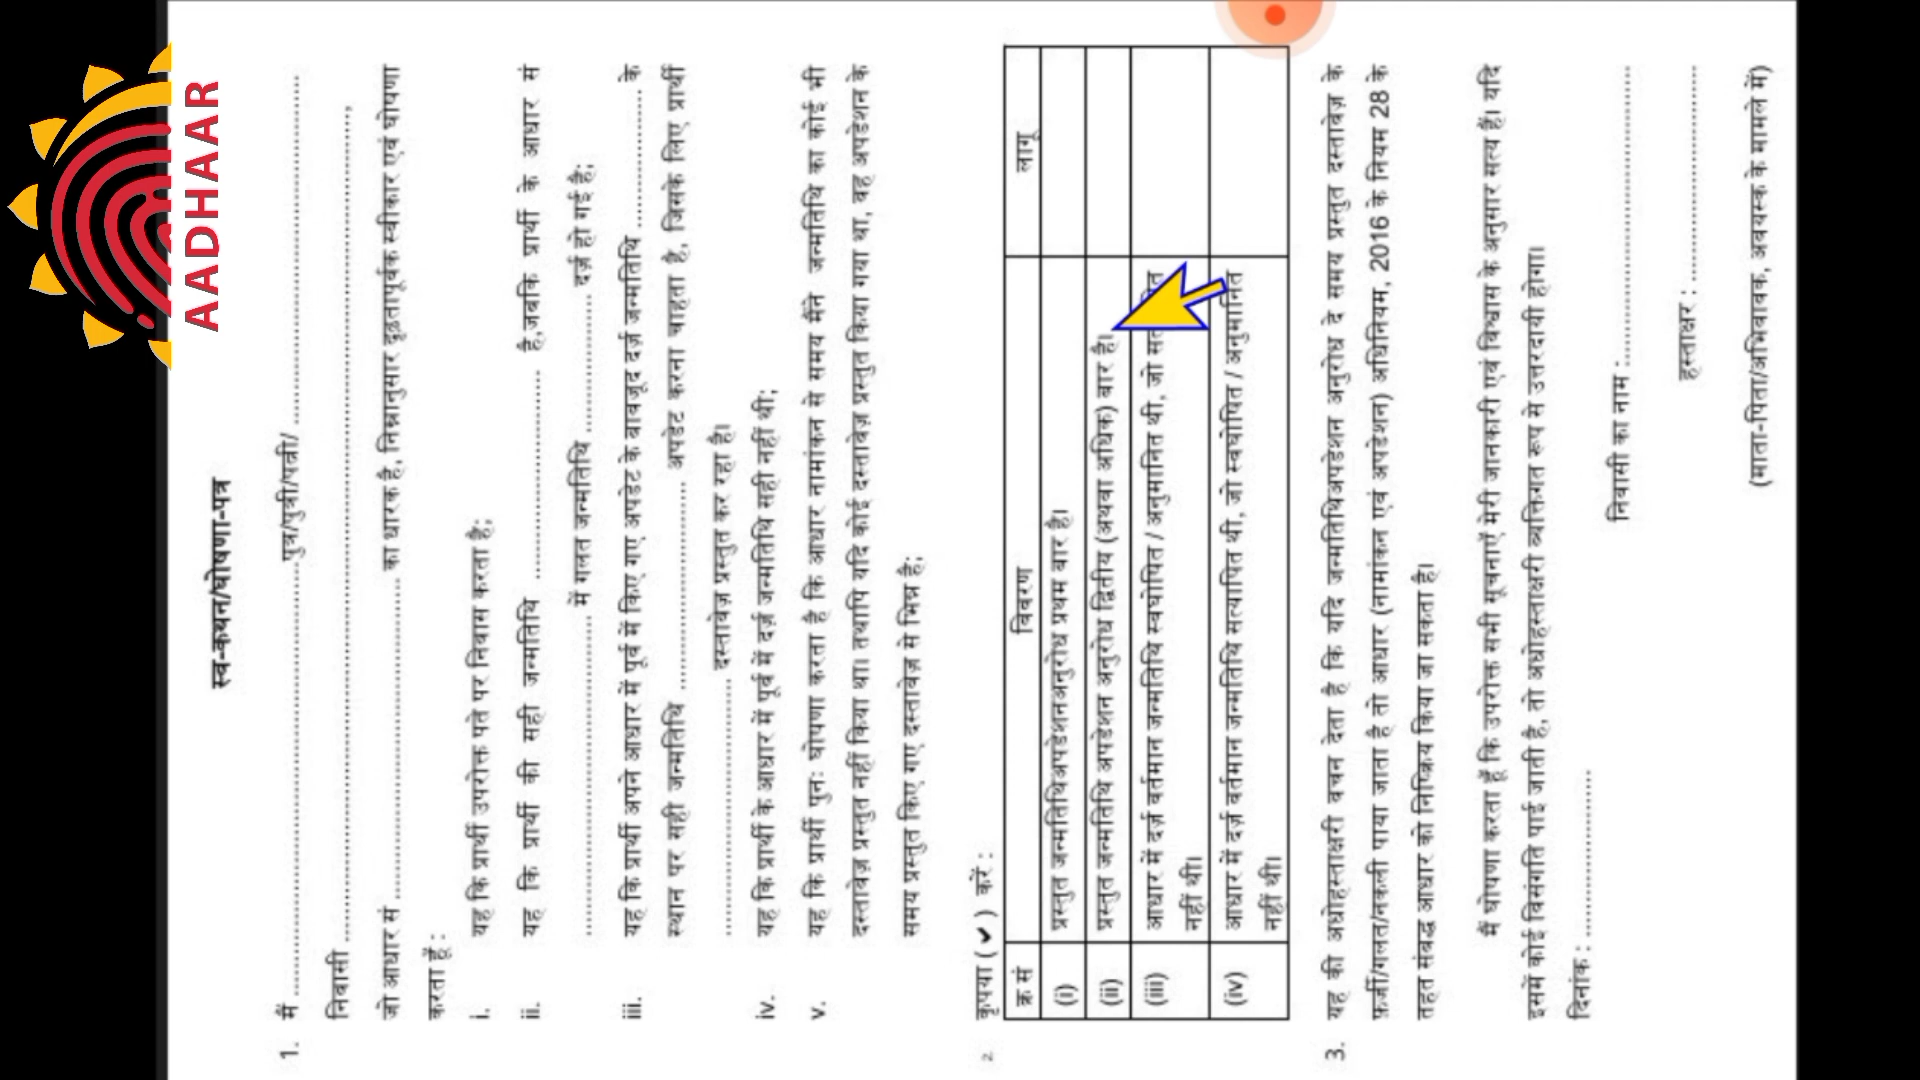 AADHAAR
स्व-कथन/घोषणा-पत्र
1. मैं ........................................ पुत्र/पुत्री/पत्नी/ ........................................
निवासी ........................................,
जो आधार सं ........................................ का धारक है, निम्नानुसार दृढ़तापूर्वक स्वीकार एवं घोषणा
करता हूँ :
i. यह कि प्रार्थी उपरोक्त पते पर निवास करता है;
ii. यह कि प्रार्थी की सही जन्मतिथि ........................ है,जबकि प्रार्थी के आधार सं
........................................ में गलत जन्मतिथि ........................ दर्ज़ हो गई है;
iii. यह कि प्रार्थी अपने आधार में पूर्व में किए गए अपडेट के बावजूद दर्ज़ जन्मतिथि ................ के
स्थान पर सही जन्मतिथि ........................ अपडेट करना चाहता है, जिसके लिए प्रार्थी
........................................ दस्तावेज़ प्रस्तुत कर रहा है।
iv. यह कि प्रार्थी के आधार में पूर्व में दर्ज़ जन्मतिथि सही नहीं थी;
v. यह कि प्रार्थी पुनः घोषणा करता है कि आधार नामांकन से समय मैंने जन्मतिथि का कोई भी
दस्तावेज़ प्रस्तुत नहीं किया था। तथापि यदि कोई दस्तावेज़ प्रस्तुत किया गया था, वह अपडेशन के
समय प्रस्तुत किए गए दस्तावेज़ से भिन्न है;
2. कृपया (✔) करें :
क्र सं विवरण लागू
(i) प्रस्तुत जन्मतिथिअपडेशनअनुरोध प्रथम बार है।
(ii) प्रस्तुत जन्मतिथि अपडेशन अनुरोध द्वितीय (अथवा अधिक) बार है।
(iii) आधार में दर्ज़ वर्तमान जन्मतिथि स्वघोषित / अनुमानित थी, जो
नहीं थी।
(iv) आधार में दर्ज़ वर्तमान जन्मतिथि सत्यापित थी, जो स्वघोषित / अनुमानित
नहीं थी।
3. यह की अधोहस्ताक्षरी वचन देता है कि यदि जन्मतिथिअपडेशन अनुरोध दे समय प्रस्तुत दस्तावेज़ के
फ़र्ज़ी/गलत/नकली पाया जाता है तो आधार (नामांकन एवं अपडेशन) अधिनियम, 2016 के नियम 28 के
तहत संबद्ध आधार को निष्क्रिय किया जा सकता है।
मैं घोषणा करता हूँ कि उपरोक्त सभी सूचनाएँ मेरी जानकारी एवं विश्वास के अनुसार सत्य हैं। यदि
इसमें कोई विसंगति पाई जाती है, तो अधोहस्ताक्षरी व्यक्तिगत रूप से उत्तरदायी होगा।
दिनांक : ....................
निवासी का नाम : ........................................
हस्ताक्षर : ........................................
(माता-पिता/अभिवावक, अवयस्क के मामले में)